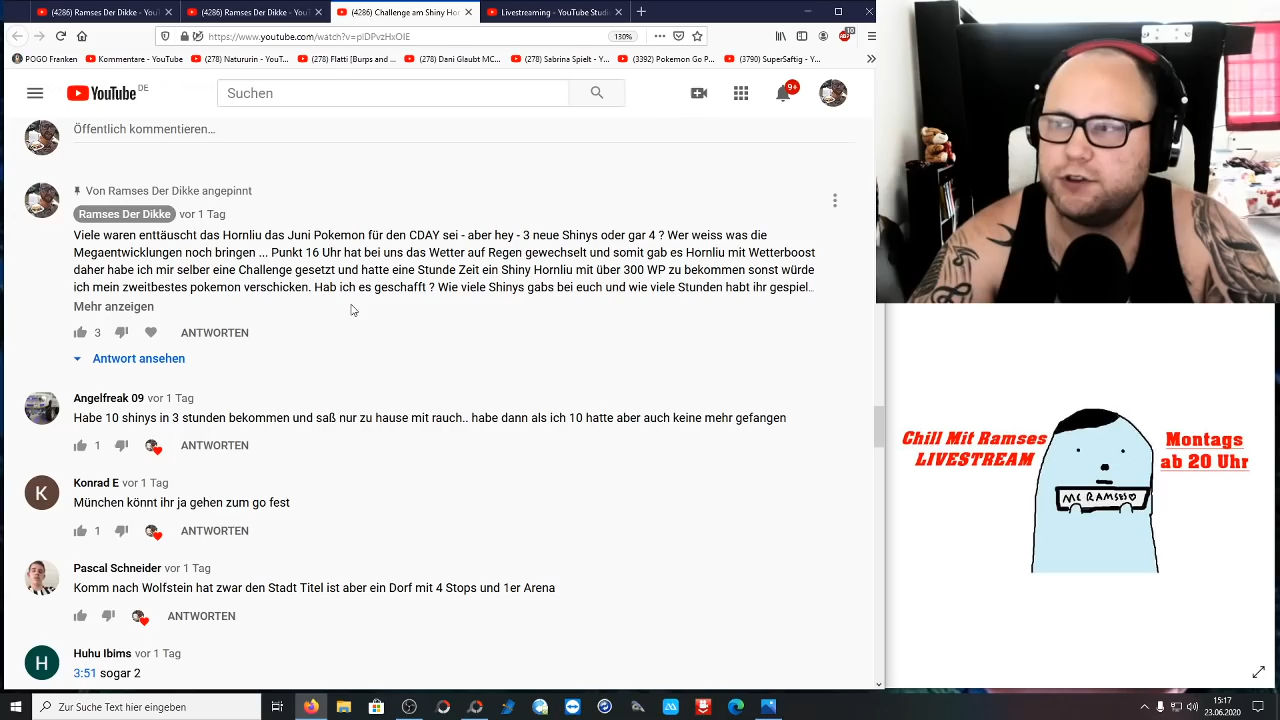 (4286) Ramses Der Dikke - YouT
(4286) Ramses Der Dikke - YouT
(4286) Challenge am Shiny Hor
Livestreaming - YouTube Studi
https://www.youtube.com/watch?v=plDPvzHxOIE
130%
10
POGO Franken
Kommentare - YouTube
(278) Natururin - YouT...
(278) Flatti [Burps and ...
(278) Dani Glaubt MC...
(278) Sabrina Spielt - Y...
(3392) Pokemon Go P...
(3790) SuperSaftig - Y...
YouTube DE
Suchen
9+
Öffentlich kommentieren...
Von Ramses Der Dikke angepinnt
Ramses Der Dikke vor 1 Tag
Viele waren enttäuscht das Hornliu das Juni Pokemon für den CDAY sei - aber hey - 3 neue Shinys oder gar 4 ? Wer weiss was die
Megaentwicklungen noch bringen ... Punkt 16 Uhr hat bei uns das Wetter auf Regen gewechselt und somit gab es Hornliu mit Wetterboost
daher habe ich mir selber eine Challenge gesetzt und hatte eine Stunde Zeit ein Shiny Hornliu mit über 300 WP zu bekommen sonst würde
ich mein zweitbestes pokemon verschicken. Hab ich es geschafft ? Wie viele Shinys gabs bei euch und wie viele Stunden habt ihr gespiel...
Mehr anzeigen
3 ANTWORTEN
Antwort ansehen
Angelfreak 09 vor 1 Tag
Habe 10 shinys in 3 stunden bekommen und saß nur zu hause mit rauch.. habe dann als ich 10 hatte aber auch keine mehr gefangen
1 ANTWORTEN
K
Konrad E vor 1 Tag
München könnt ihr ja gehen zum go fest
1 ANTWORTEN
Pascal Schneider vor 1 Tag
Komm nach Wolfstein hat zwar den Stadt Titel ist aber ein Dorf mit 4 Stops und 1er Arena
ANTWORTEN
H
Huhu Ibims vor 1 Tag
3:51 sogar 2
Chill Mit Ramses
LIVESTREAM
Montags
ab 20 Uhr
MC RAMSES
Zur Suche Text hier eingeben
15:17
23.06.2020